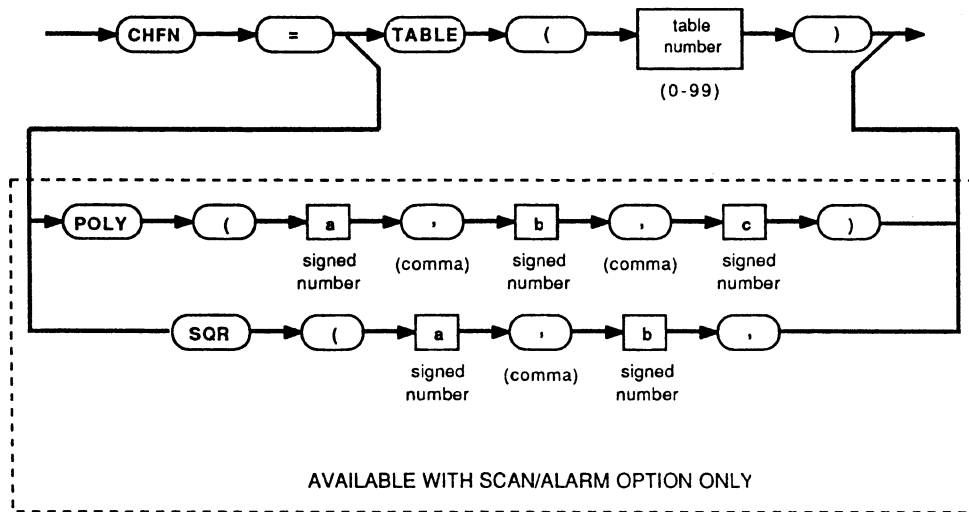 CHFN = TABLE ( table number )
(0-99)
POLY ( a , b , c )
signed number (comma) signed number (comma) signed number
SQR ( a , b ,
signed number (comma) signed number
AVAILABLE WITH SCAN/ALARM OPTION ONLY